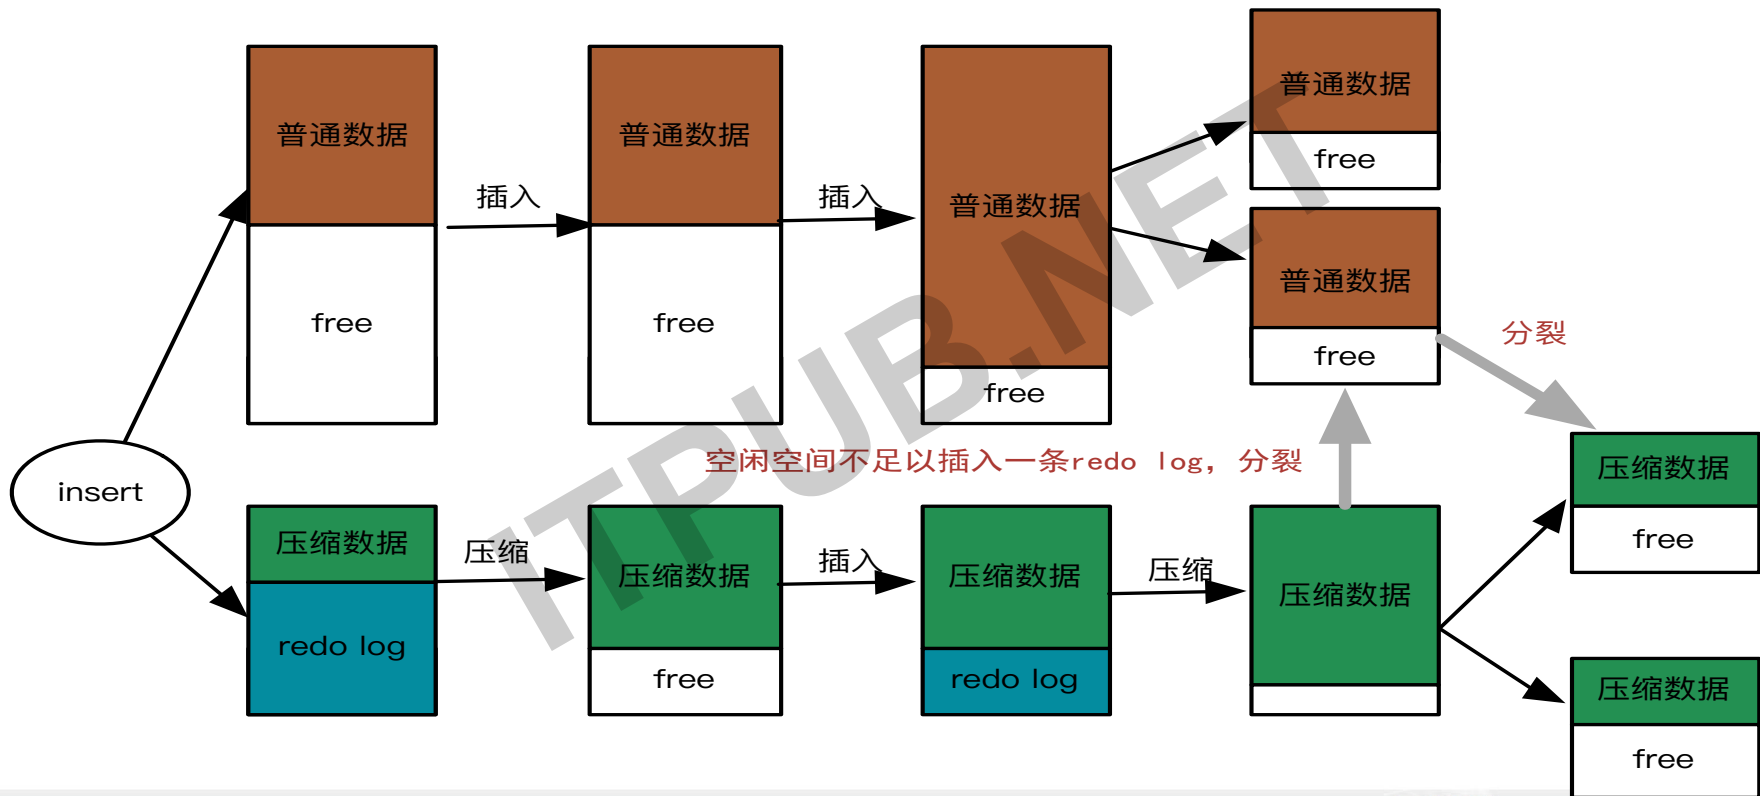 普通数据
free
插入
普通数据
free
插入
普通数据
free
普通数据
free
普通数据
free
分裂
insert
空闲空间不足以插入一条redo log，分裂
压缩数据
redo log
压缩
压缩数据
free
插入
压缩数据
redo log
压缩
压缩数据
压缩数据
free
压缩数据
free
ITPUB.NET